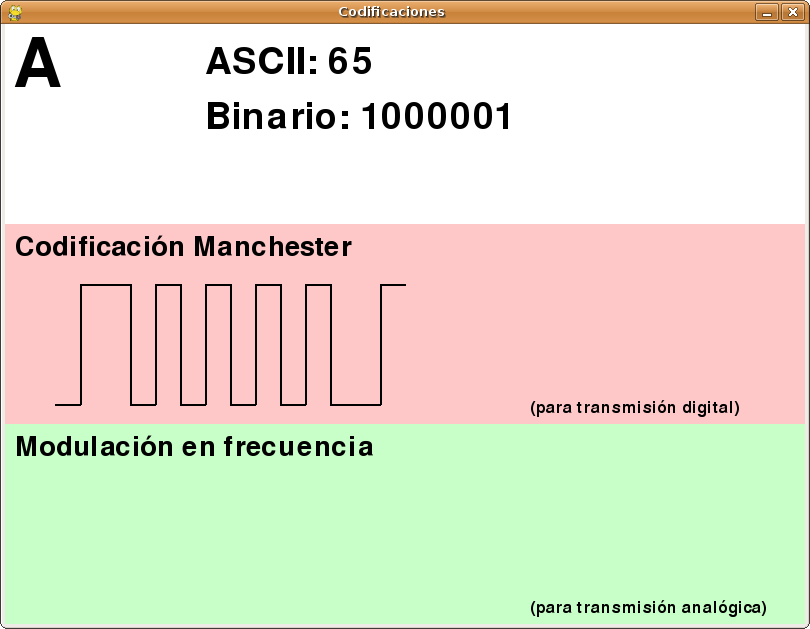 Codificaciones
A
ASCII: 65
Binario: 1000001
Codificación Manchester
(para transmisión digital)
Modulación en frecuencia
(para transmisión analógica)